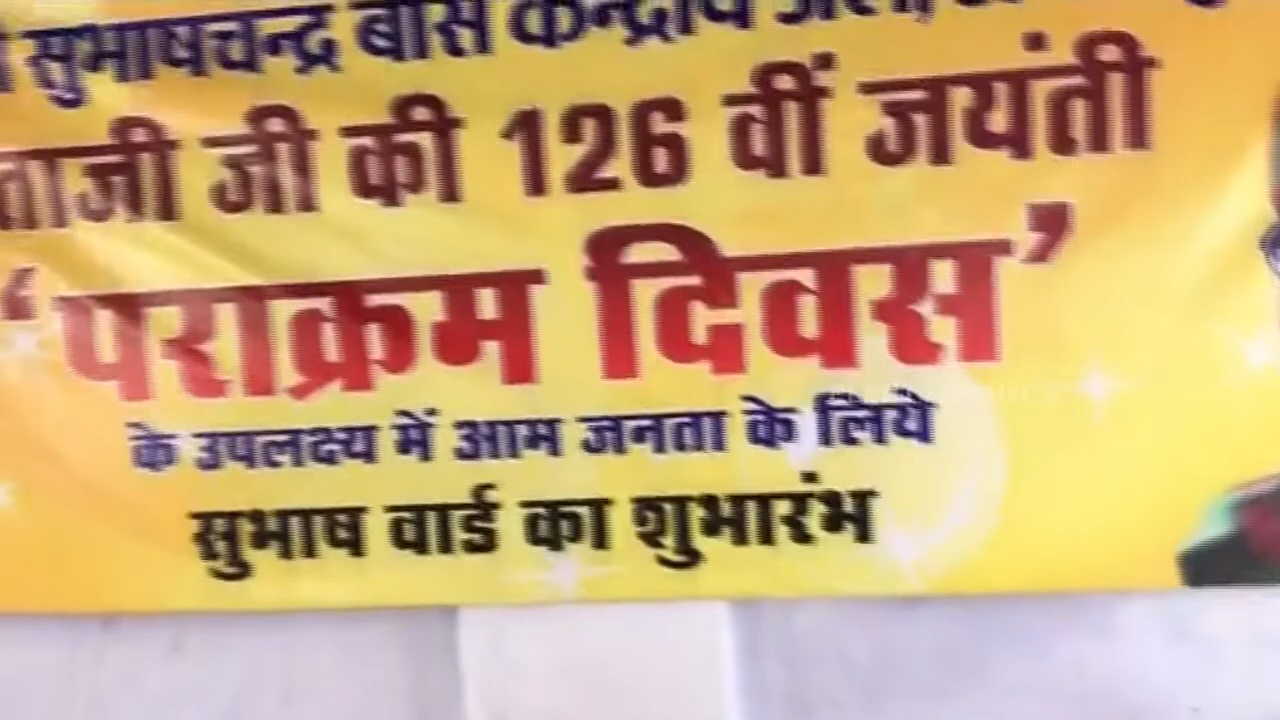 सुभाषचन्द्र बोस केन्द्रीय
जी की 126 वीं जयंती
‘पराक्रम दिवस’
के उपलक्ष्य में आम जनता के लिये
सुभाष वार्ड का शुभारंभ